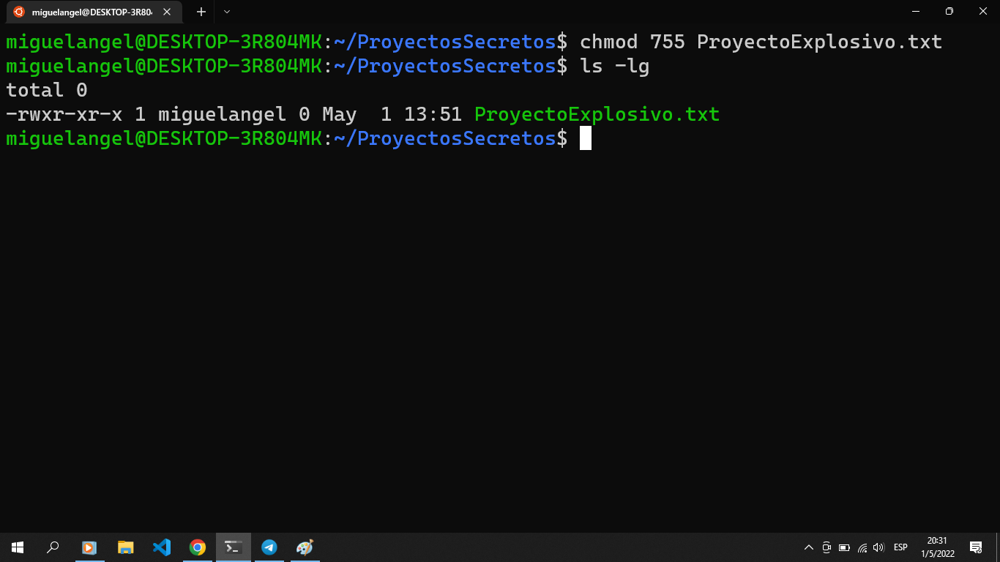 miguelangel@DESKTOP-3R804
miguelangel@DESKTOP-3R804MK:~/ProyectosSecretos$ chmod 755 ProyectoExplosivo.txt
miguelangel@DESKTOP-3R804MK:~/ProyectosSecretos$ ls -lg
total 0
-rwxr-xr-x 1 miguelangel 0 May  1 13:51 ProyectoExplosivo.txt
miguelangel@DESKTOP-3R804MK:~/ProyectosSecretos$
ESP
20:31
1/5/2022